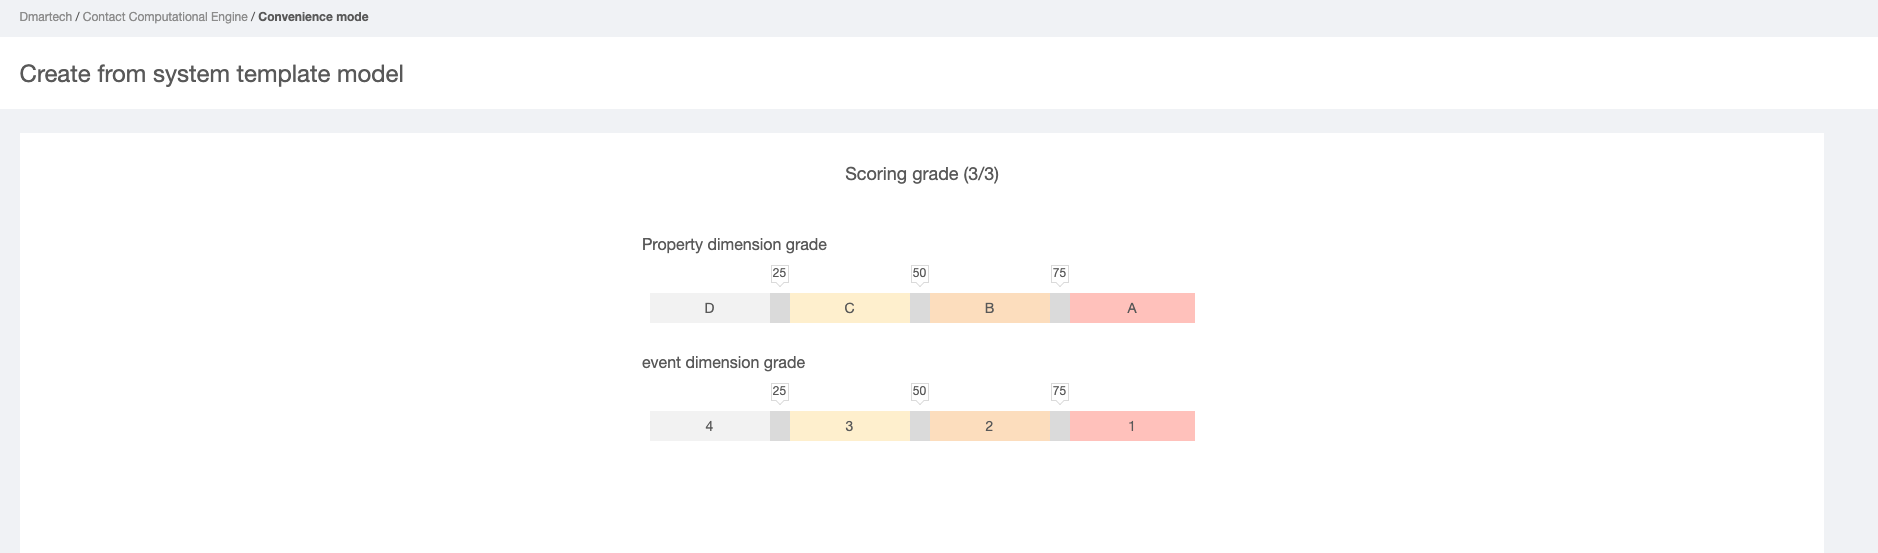 Dmartech / Contact Computational Engine / Convenience mode
Create from system template model
Scoring grade (3/3)
Property dimension grade
25 50 75
D C B A
event dimension grade
25 50 75
4 3 2 1